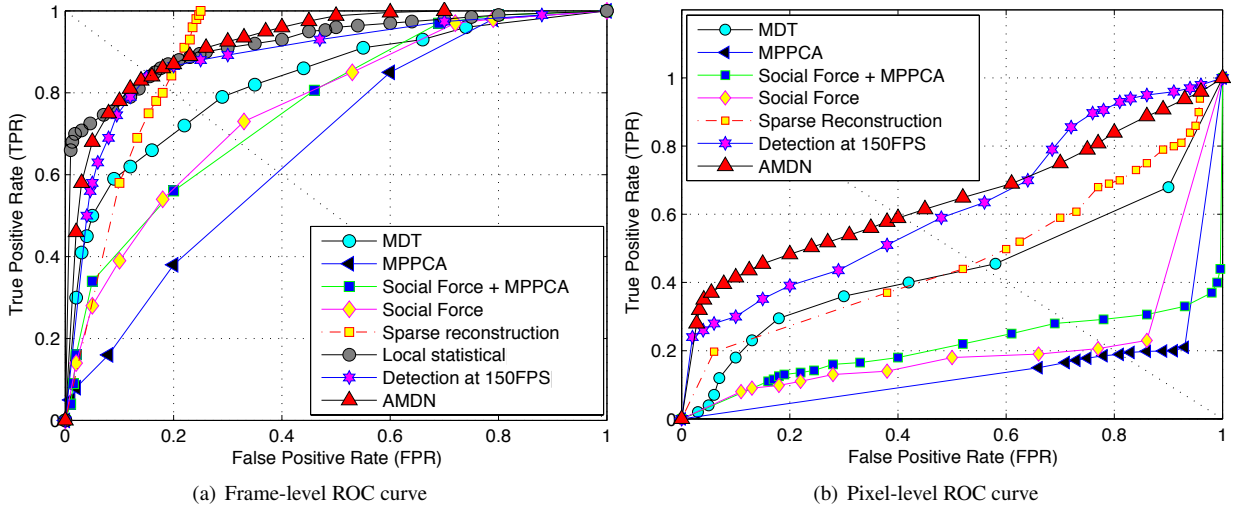 1
0.8
0.6
0.4
0.2
0
0 0.2 0.4 0.6 0.8 1
True Positive Rate (TPR)
False Positive Rate (FPR)
MDT
MPPCA
Social Force + MPPCA
Social Force
Sparse reconstruction
Local statistical
Detection at 150FPS
AMDN
(a) Frame-level ROC curve
MDT
MPPCA
Social Force + MPPCA
Social Force
Sparse Reconstruction
Detection at 150FPS
AMDN
1
0.8
0.6
0.4
0.2
0
0 0.2 0.4 0.6 0.8 1
True Positive Rate (TPR)
False Positive Rate (FPR)
(b) Pixel-level ROC curve